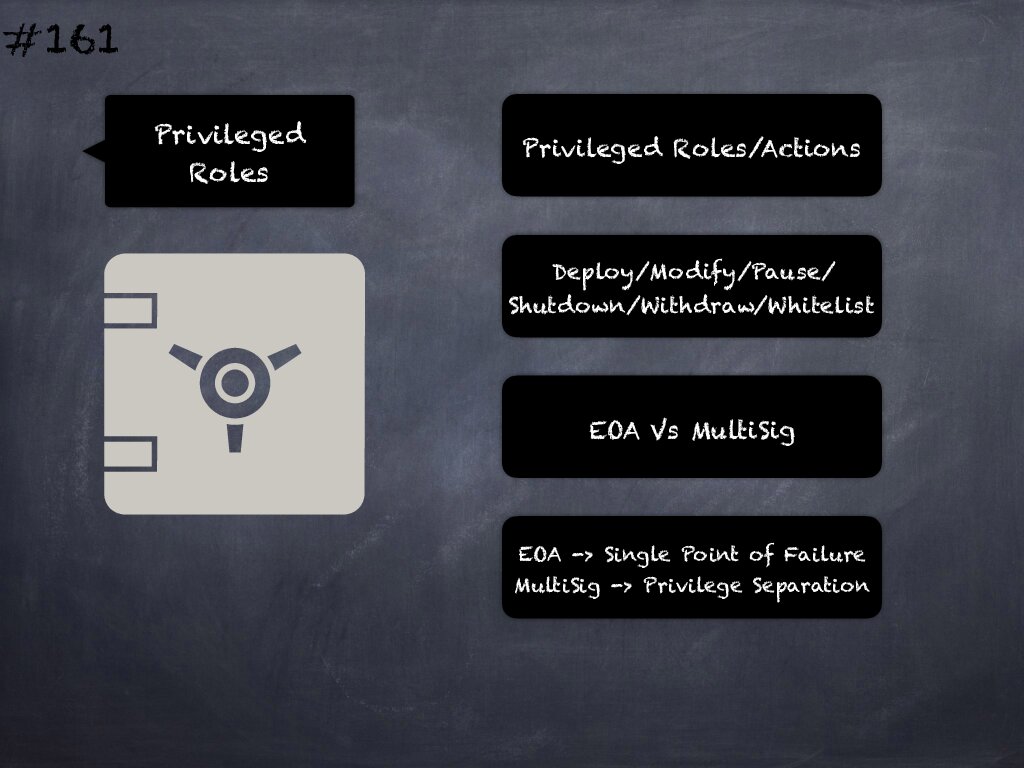 #161
Privileged
Roles
Privileged Roles/Actions
Deploy/Modify/Pause/
Shutdown/Withdraw/Whitelist
EOA Vs MultiSig
EOA -> Single Point of Failure
MultiSig -> Privilege Separation